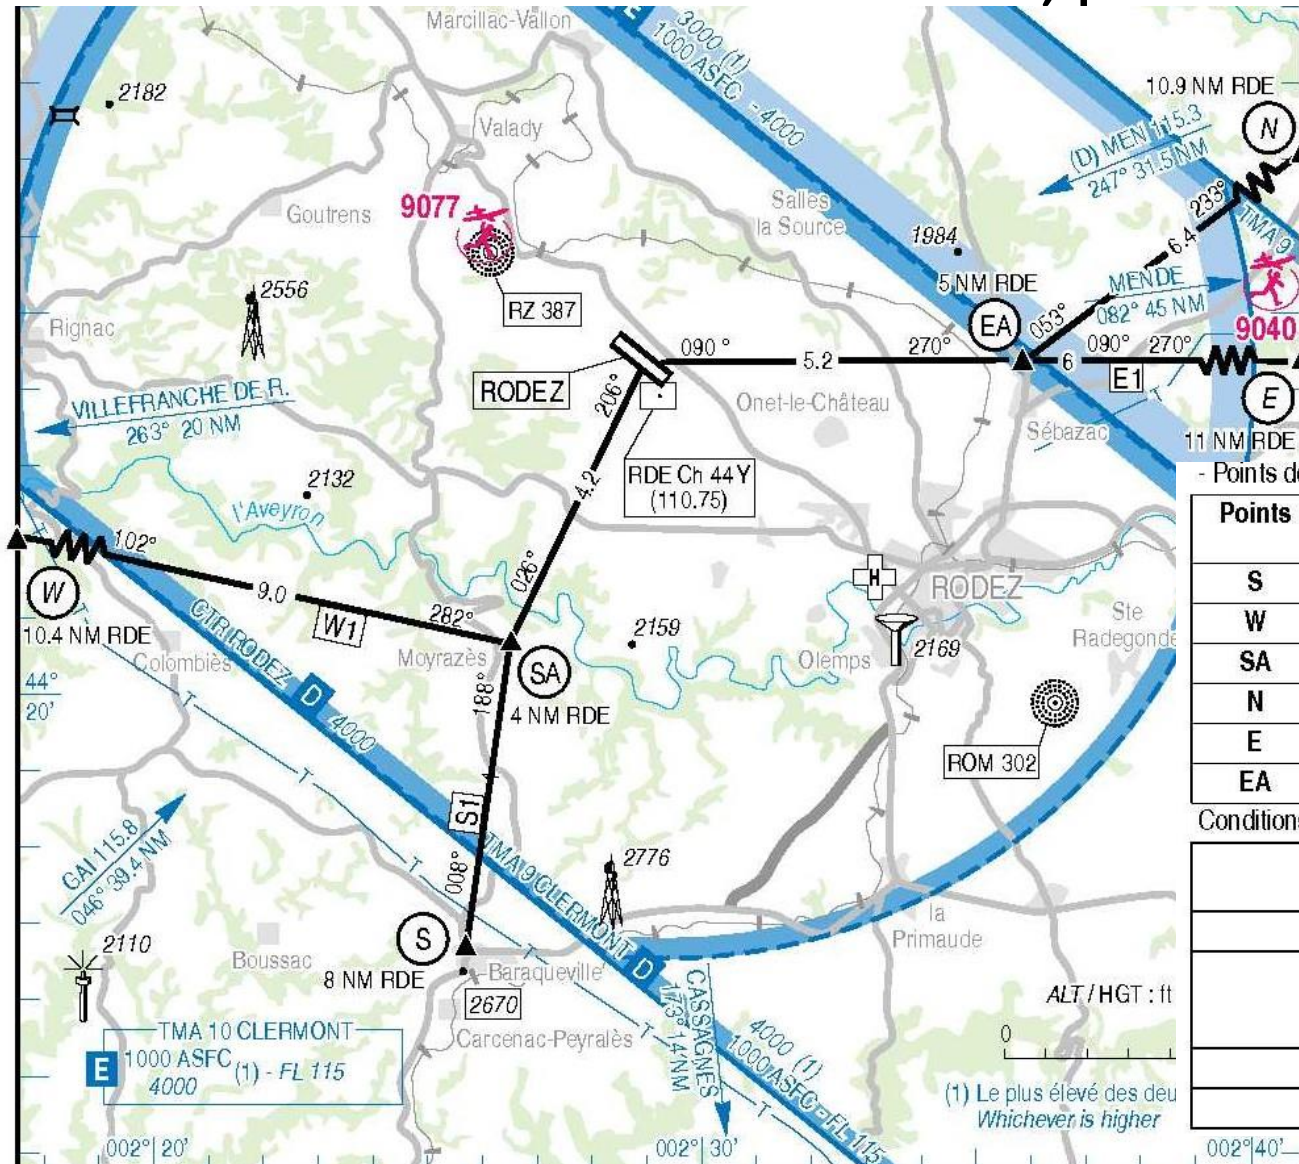 Marcillac-Vallon
E
3000 (1)
1000 ASFC - 4000
10.9 NM RDE
N
2182
Valady
(D) MEN 115.3
247° 31.5 NM
233°
TMA 9
9077
Goutrens
Salles
la Source
1984
6.4
MENDE
082° 45 NM
5 NM RDE
EA
053°
9040
2556
RZ 387
Rignac
090°
5.2
270°
6
090°
270°
E1
E
11 NM RDE
RODEZ
206°
Onet-le-Château
Sébazac
VILLEFRANCHE DE R.
263° 20 NM
RDE Ch 44 Y
(110.75)
4.2
2132
l'Aveyron
- Points de
Points
S
W
SA
N
E
EA
Conditions
102°
W
10.4 NM RDE
9.0
W1
282°
026°
H
RODEZ
2159
2169
Olemps
Ste
Radegonde
Colombiès
CTR RODEZ
D
4000
Moyrazès
SA
4 NM RDE
188°
44°
20'
ROM 302
T
T
4
S1
008°
GAI 115.8
046° 39.4 NM
T
TMA 9 CLERMONT
D
2776
la
Primaude
2110
S
8 NM RDE
Boussac
Baraqueville
2670
Carcenac-Peyralès
T
T
T
CASSAGNES
173° 14 NM
4000 (1)
1000 ASFC - FL 115
ALT / HGT : ft
0
TMA 10 CLERMONT
E
1000 ASFC
4000
(1) - FL 115
(1) Le plus élevé des deu
Whichever is higher
002° 20'
002° 30'
002° 40'